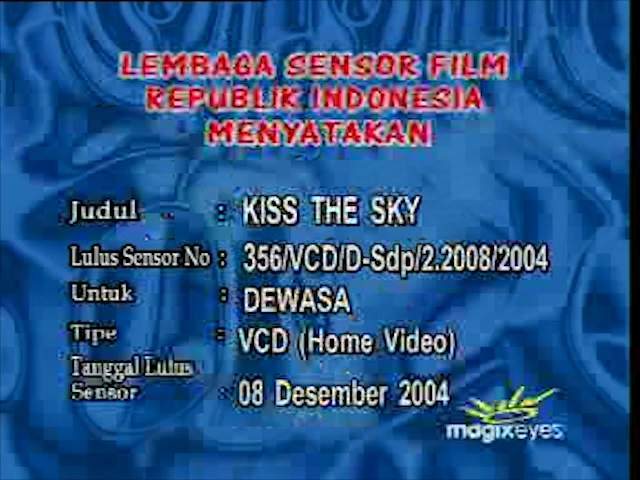 LEMBAGA SENSOR FILM
REPUBLIK INDONESIA
MENYATAKAN
Judul : KISS THE SKY
Lulus Sensor No : 356/VCD/D-Sdp/2.2008/2004
Untuk : DEWASA
Tipe : VCD (Home Video)
Tanggal Lulus
Sensor : 08 Desember 2004
magixeyes